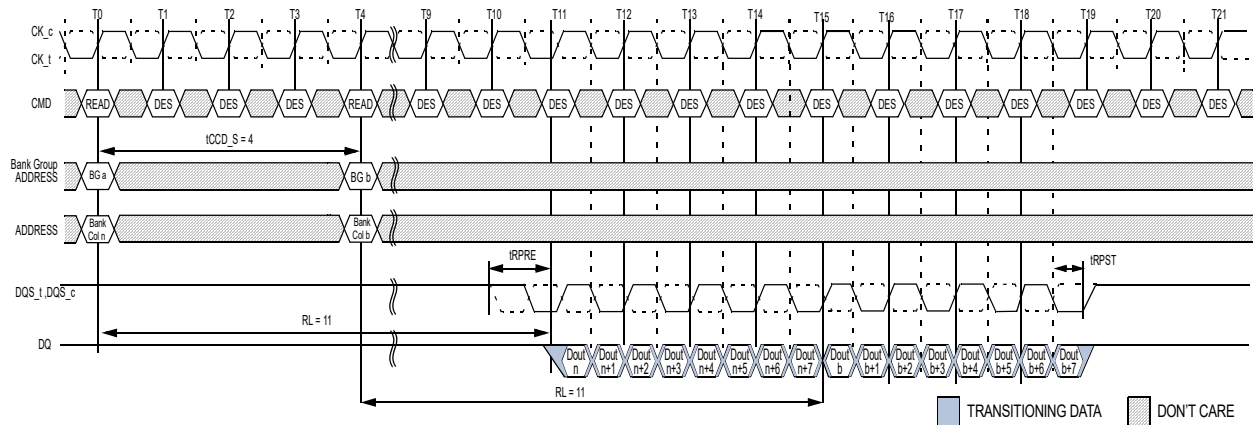 T0 T1 T2 T3 T4 T9 T10 T11 T12 T13 T14 T15 T16 T17 T18 T19 T20 T21
CK_c
CK_t
CMD READ DES DES DES READ DES DES DES DES DES DES DES DES DES DES DES DES DES
tCCD_S = 4
Bank Group
ADDRESS BG a BG b
ADDRESS Bank Col n Bank Col b
tRPRE tRPST
DQS_t ,DQS_c
RL = 11
DQ Dout n Dout n+1 Dout n+2 Dout n+3 Dout n+4 Dout n+5 Dout n+6 Dout n+7 Dout b Dout b+1 Dout b+2 Dout b+3 Dout b+4 Dout b+5 Dout b+6 Dout b+7
RL = 11
TRANSITIONING DATA DON'T CARE